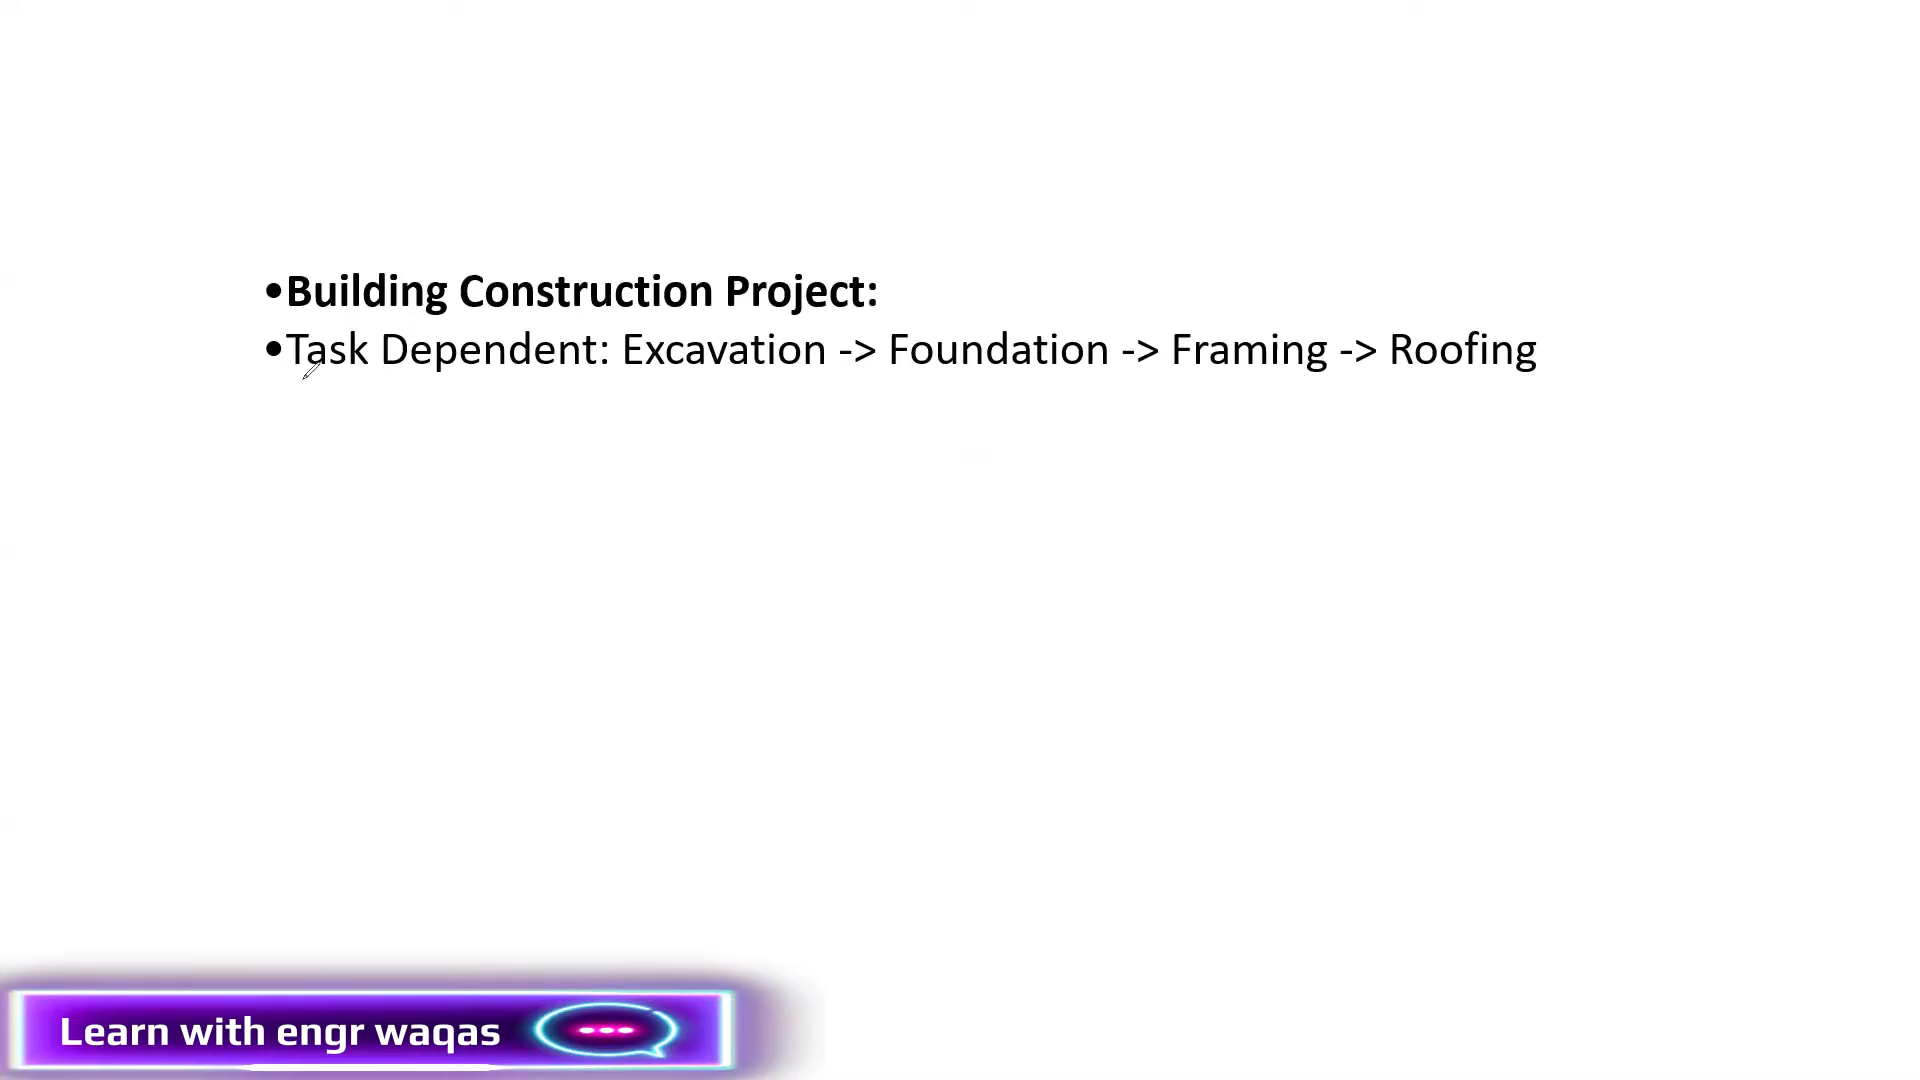 •Building Construction Project:
•Task Dependent: Excavation -> Foundation -> Framing -> Roofing
Learn with engr waqas